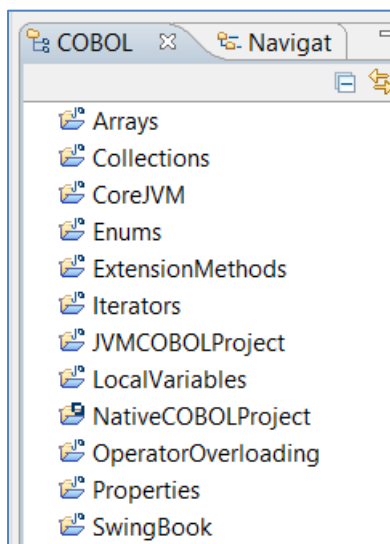 COBOL Navigat
Arrays
Collections
CoreJVM
Enums
ExtensionMethods
Iterators
JVMCOBOLProject
LocalVariables
NativeCOBOLProject
OperatorOverloading
Properties
SwingBook